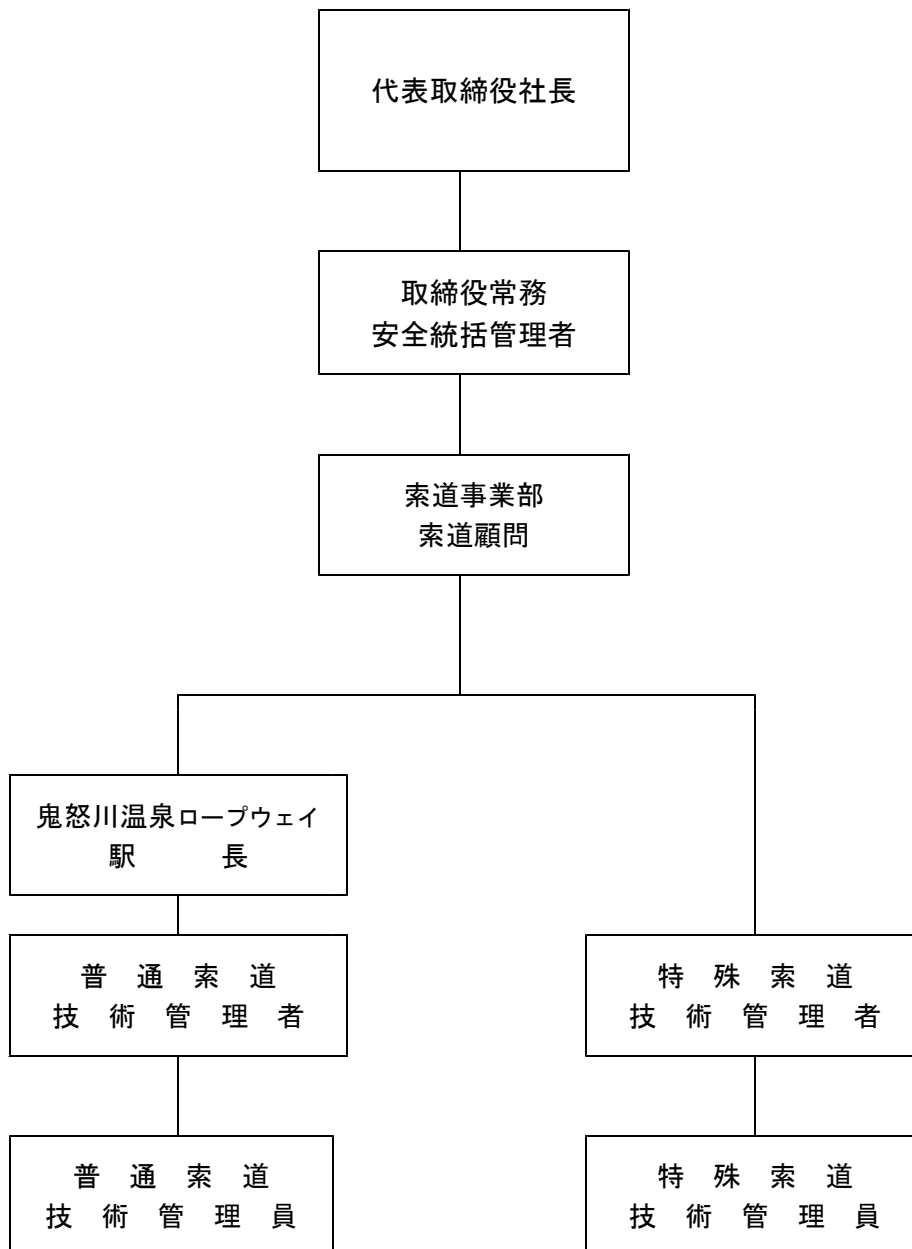 代表取締役社長
取締役常務
安全統括管理者
索道事業部
索道顧問
鬼怒川温泉ロープウェイ
駅 長
普 通 索 道
技 術 管 理 者
特 殊 索 道
技 術 管 理 者
普 通 索 道
技 術 管 理 員
特 殊 索 道
技 術 管 理 員